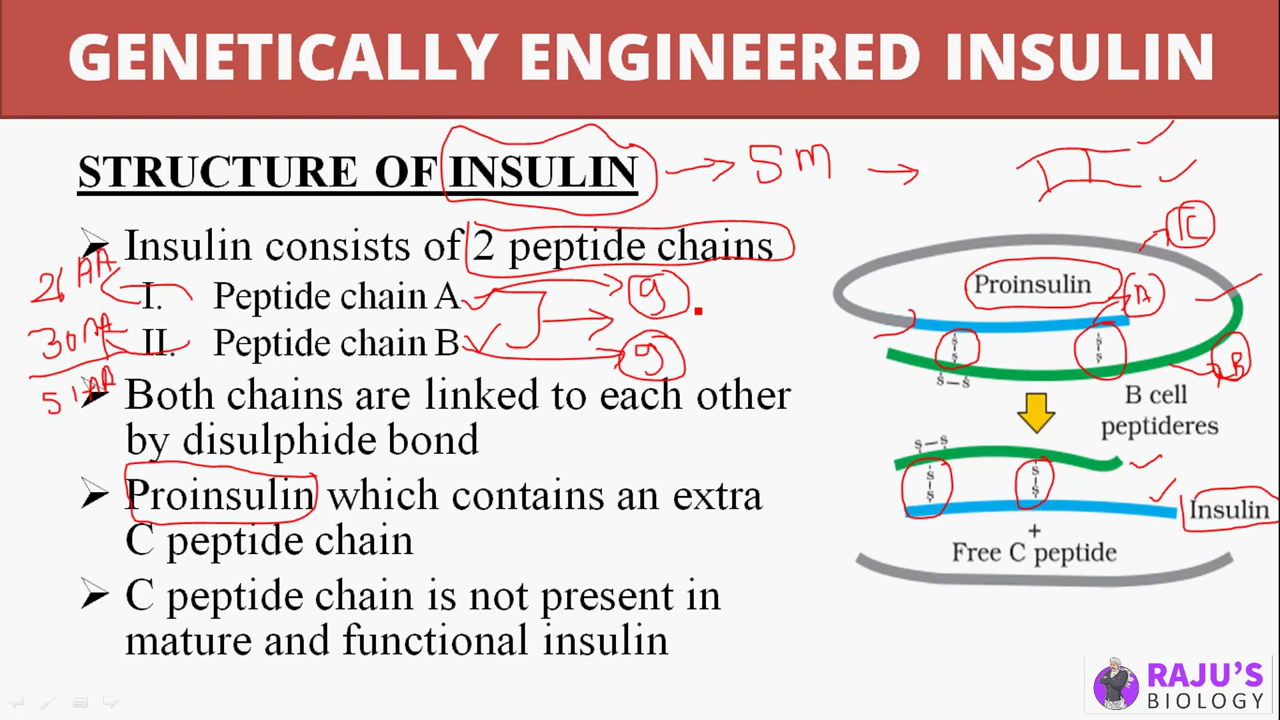 GENETICALLY ENGINEERED INSULIN
STRUCTURE OF INSULIN → 5 m →
➢ Insulin consists of 2 peptide chains
I. Peptide chain A
II. Peptide chain B
21 AA
30 AA
51 AA
g
g
➢ Both chains are linked to each other
by disulphide bond
➢ Proinsulin which contains an extra
C peptide chain
➢ C peptide chain is not present in
mature and functional insulin
C
Proinsulin
A
B
s s
s s
s–s
B cell
peptideres
s–s
s s
s s
Insulin
+
Free C peptide
RAJU'S
BIOLOGY